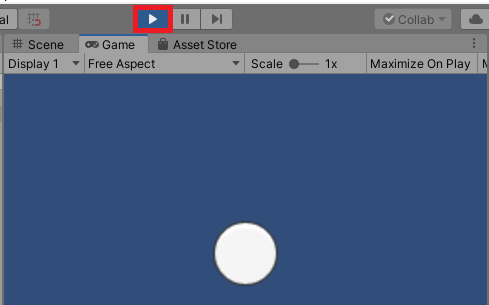 al Collab
Scene Game Asset Store
Display 1 Free Aspect Scale 1x Maximize On Play